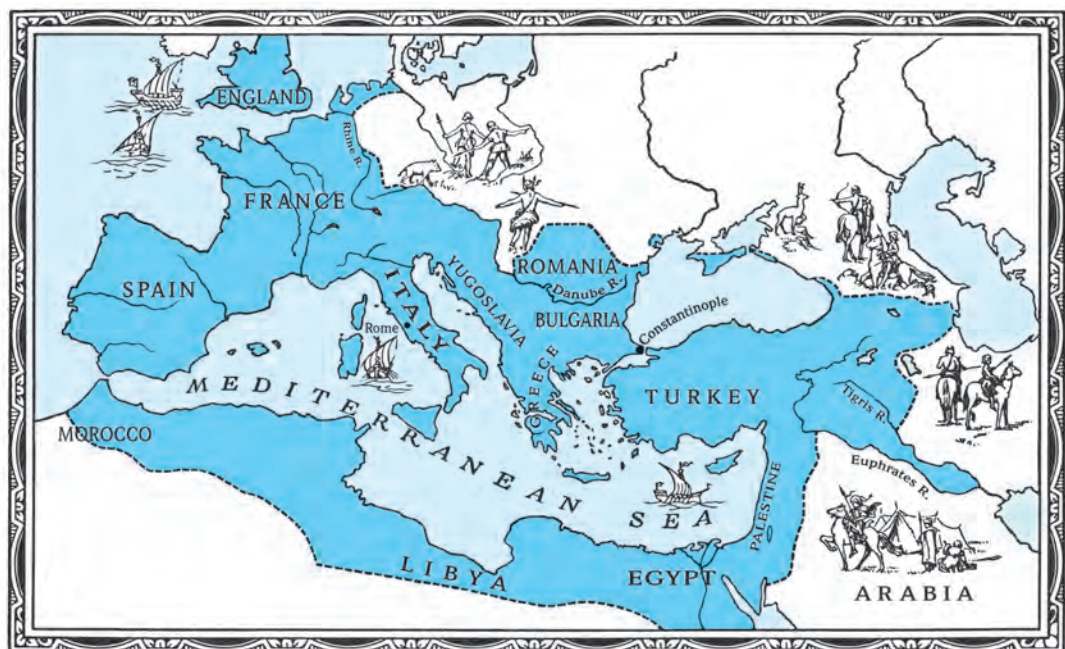 ENGLAND
Rhine R.
FRANCE
SPAIN
ITALY
Rome
YUGOSLAVIA
ROMANIA
Danube R.
BULGARIA
Constantinople
GREECE
TURKEY
Tigris R.
Euphrates R.
MEDITERRANEAN SEA
MOROCCO
LIBYA
EGYPT
PALESTINE
ARABIA